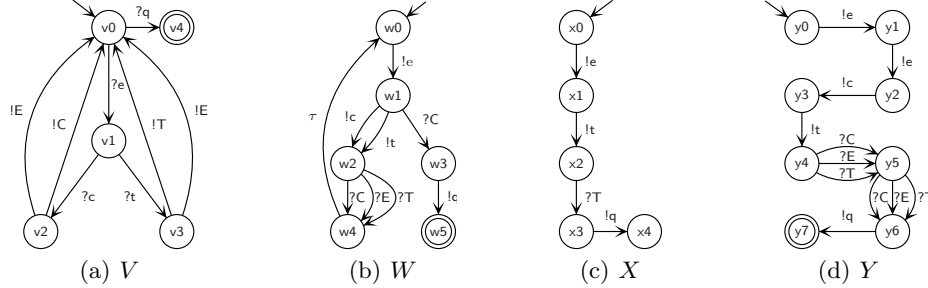 ?q
v0 v4
?e
!E !C !T !E
v1
?c ?t
v2 v3
(a) V
w0
!e
τ w1
!c ?C
!t
w2 w3
?C ?E ?T !q
w4 w5
(b) W
x0
!e
x1
!t
x2
?T
!q
x3 x4
(c) X
!e
y0 y1
!e
!c
y3 y2
!t
?C
y4 ?E y5
?T
?C ?E ?T
!q
y7 y6
(d) Y